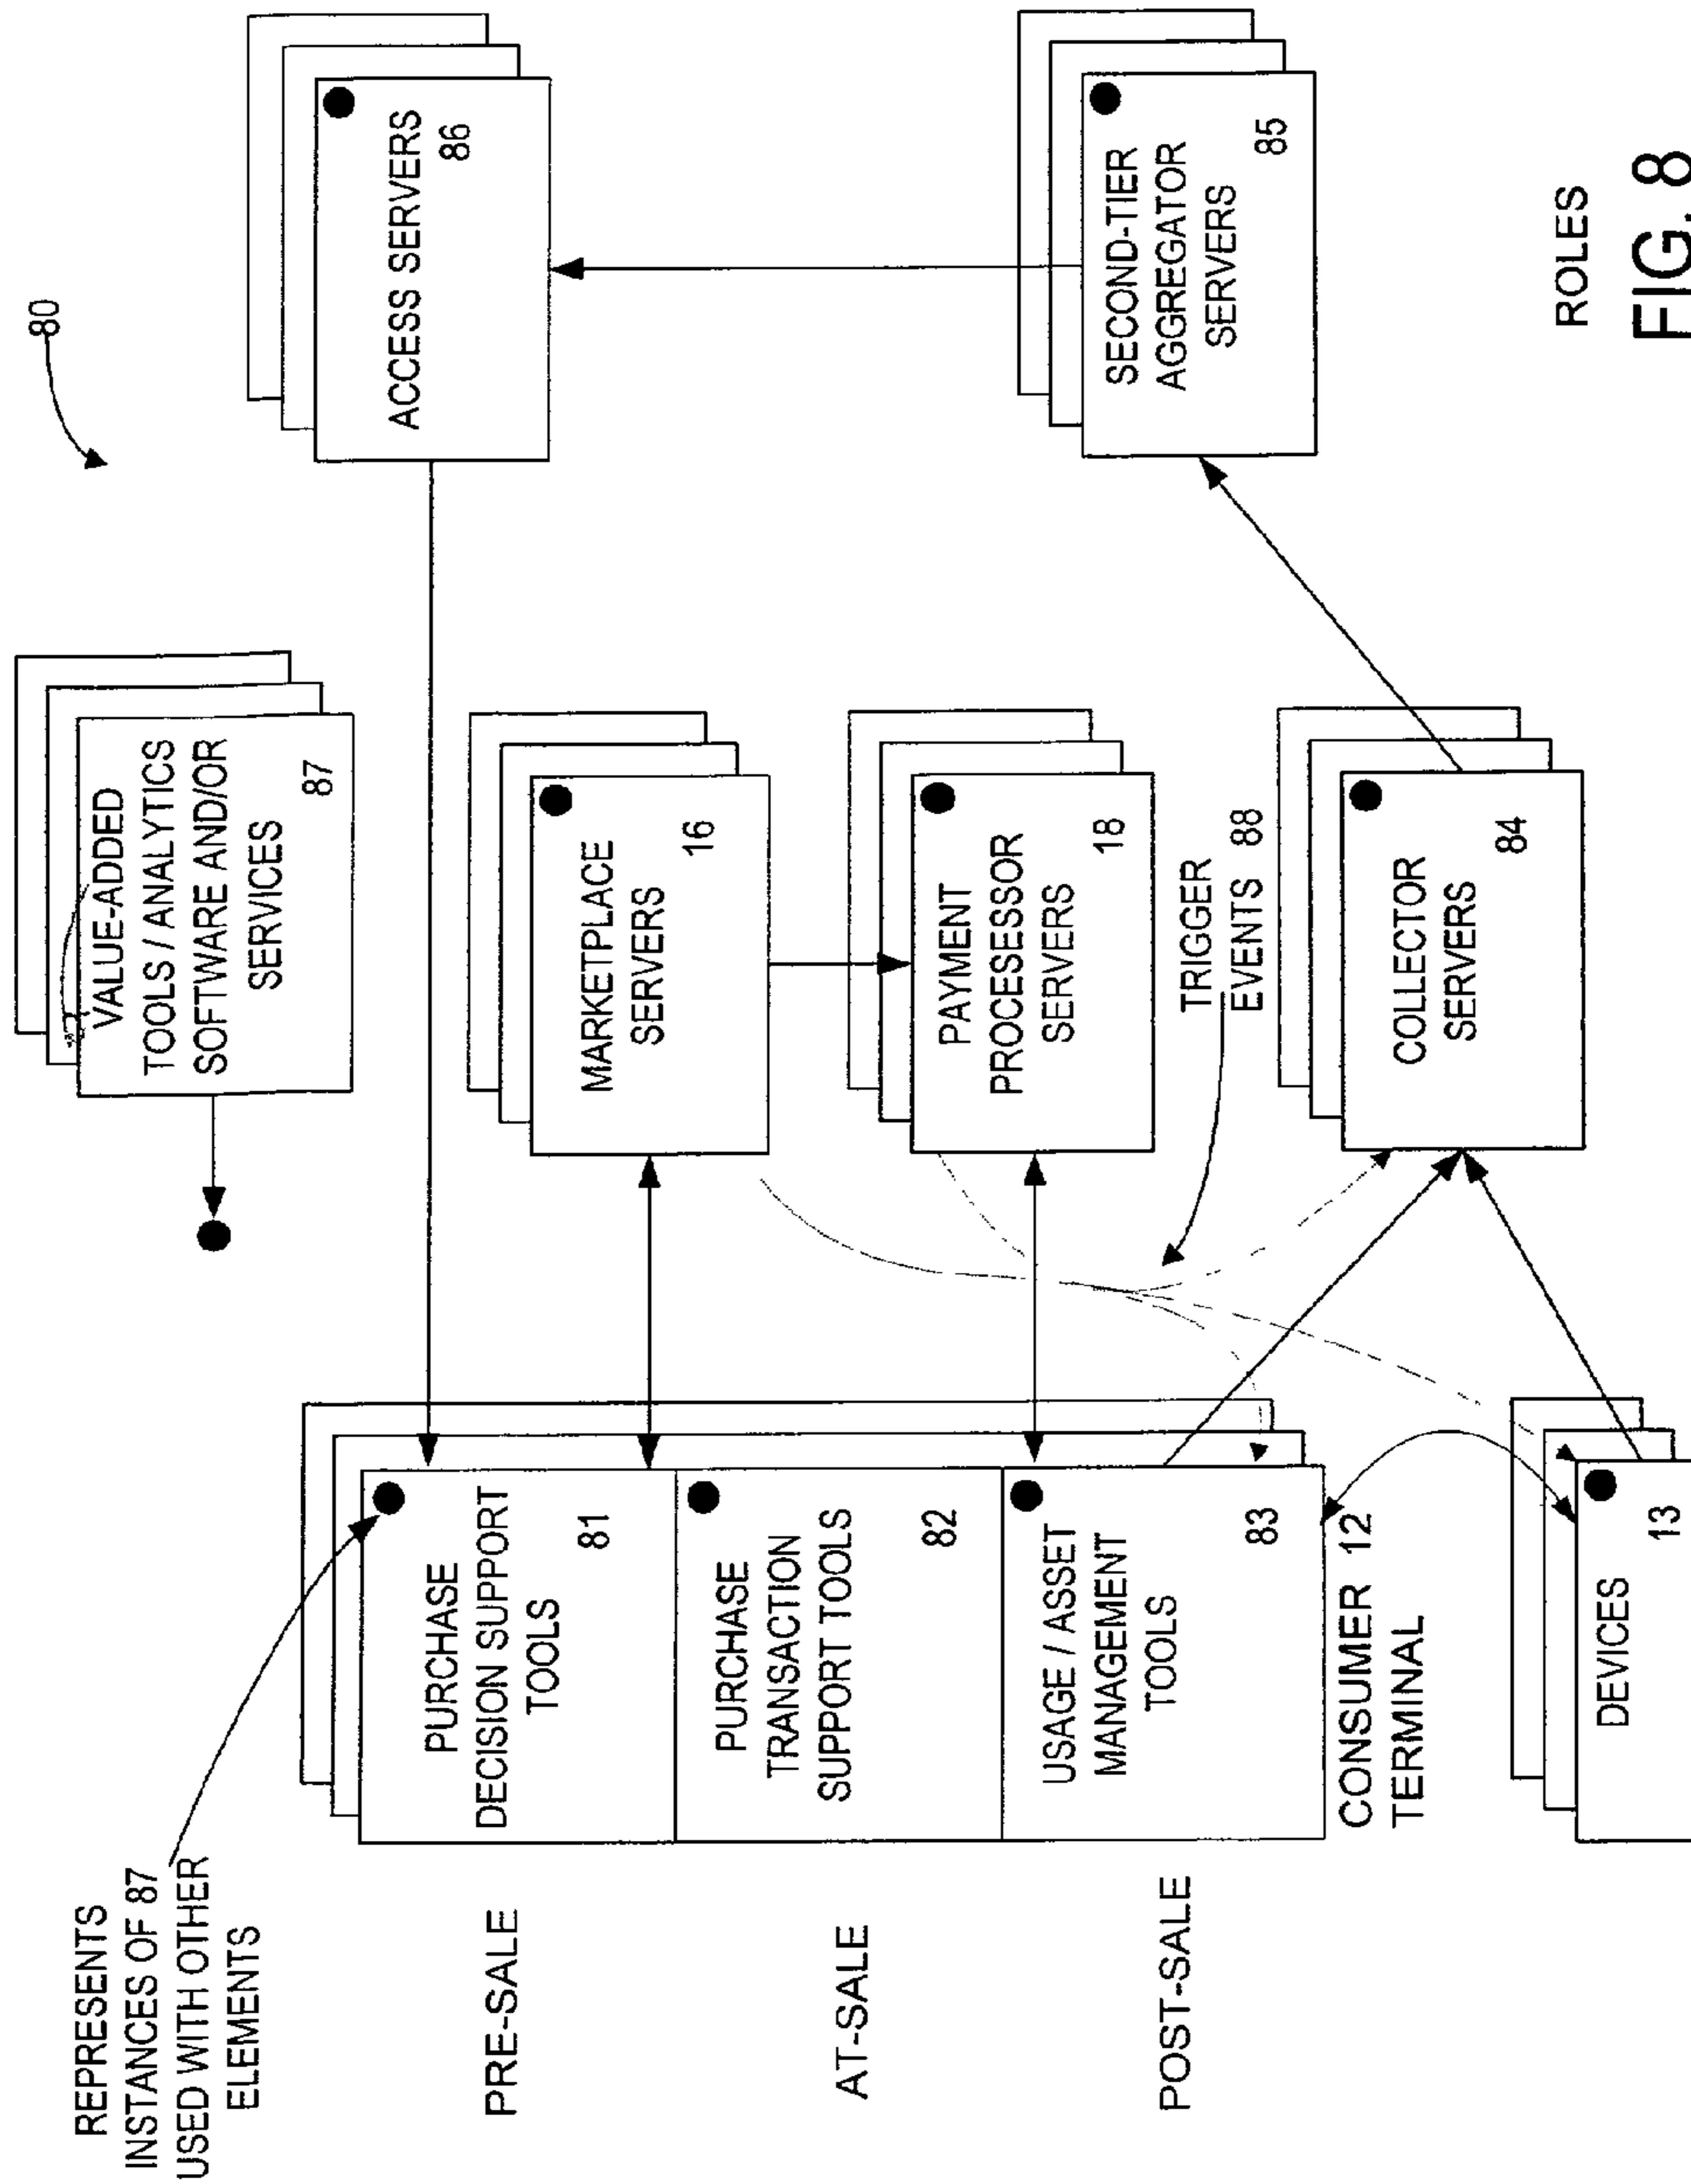 80
REPRESENTS
INSTANCES OF 87
USED WITH OTHER
ELEMENTS
VALUE-ADDED
TOOLS / ANALYTICS
SOFTWARE AND/OR
SERVICES
87
ACCESS SERVERS
86
PRE-SALE
PURCHASE
DECISION SUPPORT
TOOLS
81
MARKETPLACE
SERVERS
16
AT-SALE
PURCHASE
TRANSACTION
SUPPORT TOOLS
82
PAYMENT
PROCESSESSOR
SERVERS
18
POST-SALE
USAGE / ASSET
MANAGEMENT
TOOLS
83
TRIGGER
EVENTS 88
SECOND-TIER
AGGREGATOR
SERVERS
85
CONSUMER 12
TERMINAL
COLLECTOR
SERVERS
84
DEVICES
13
ROLES
FIG. 8